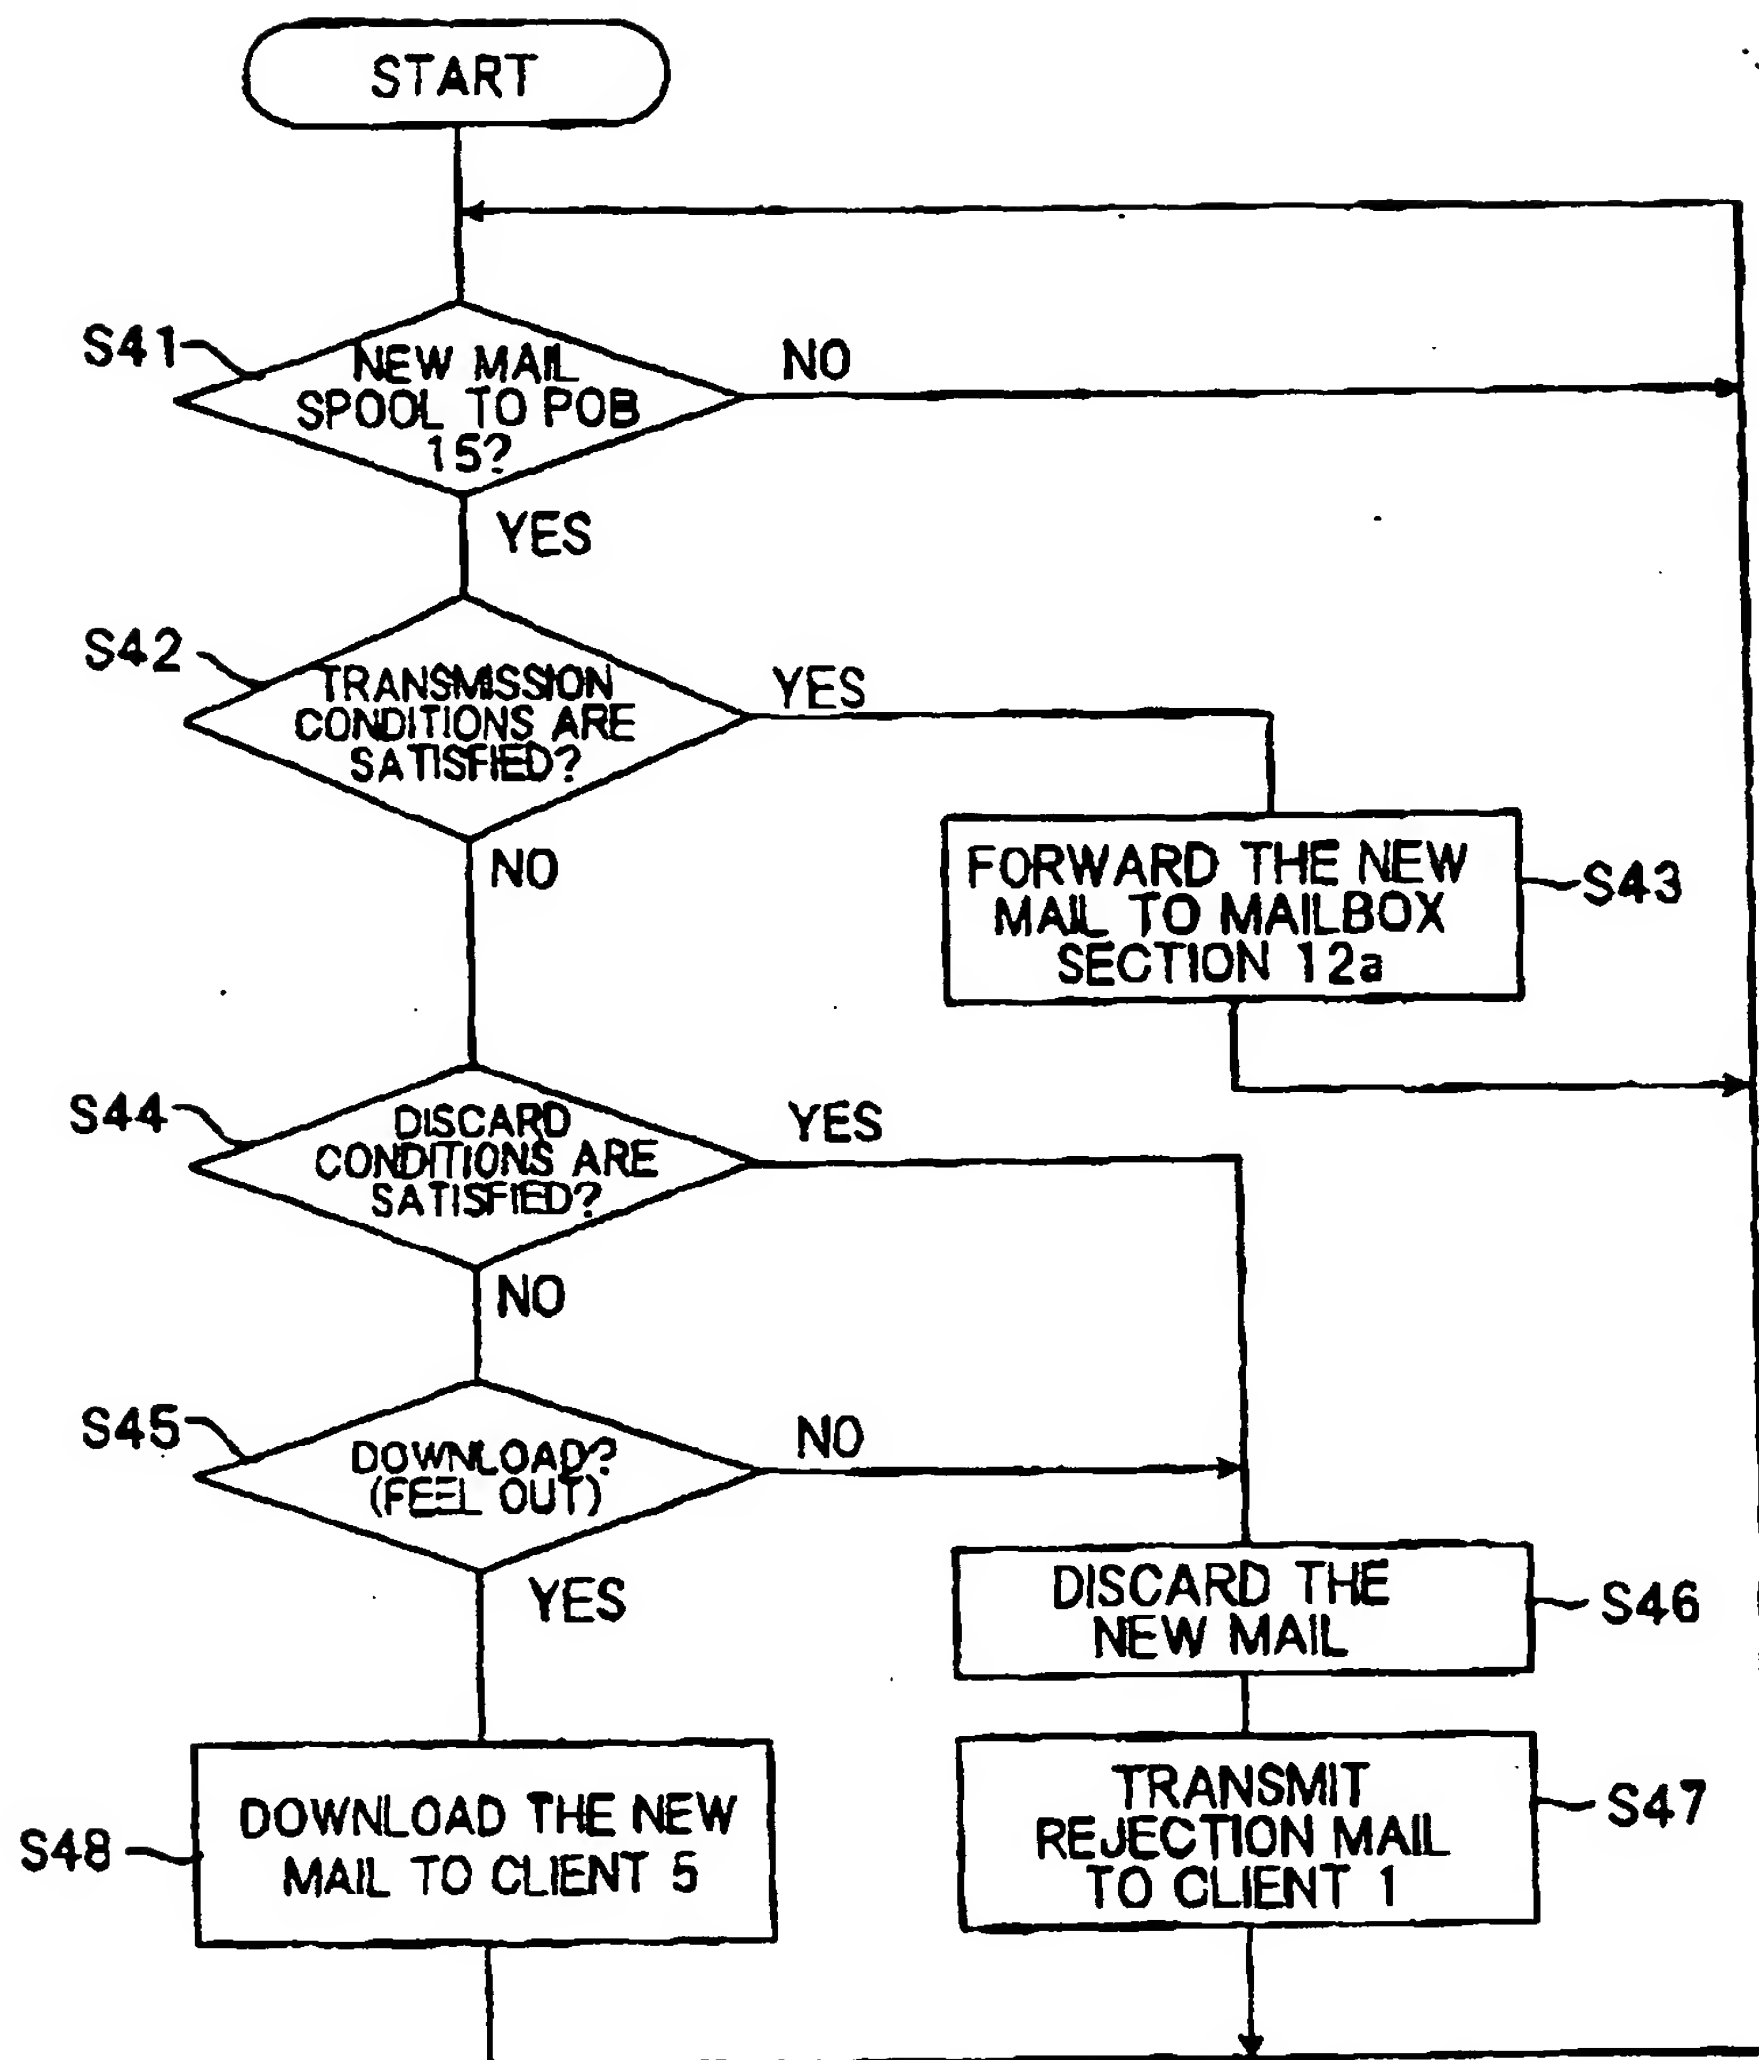 START
S41
NEW MAIL
SPOOL TO POB
15?
NO
YES
S42
TRANSMISSION
CONDITIONS ARE
SATISFIED?
YES
NO
FORWARD THE NEW
MAIL TO MAILBOX
SECTION 12a
S43
S44
DISCARD
CONDITIONS ARE
SATISFIED?
YES
NO
S45
DOWNLOAD?
(FEEL OUT)
NO
YES
DISCARD THE
NEW MAIL
S46
S48
DOWNLOAD THE NEW
MAIL TO CLIENT 5
TRANSMIT
REJECTION MAIL
TO CLIENT 1
S47